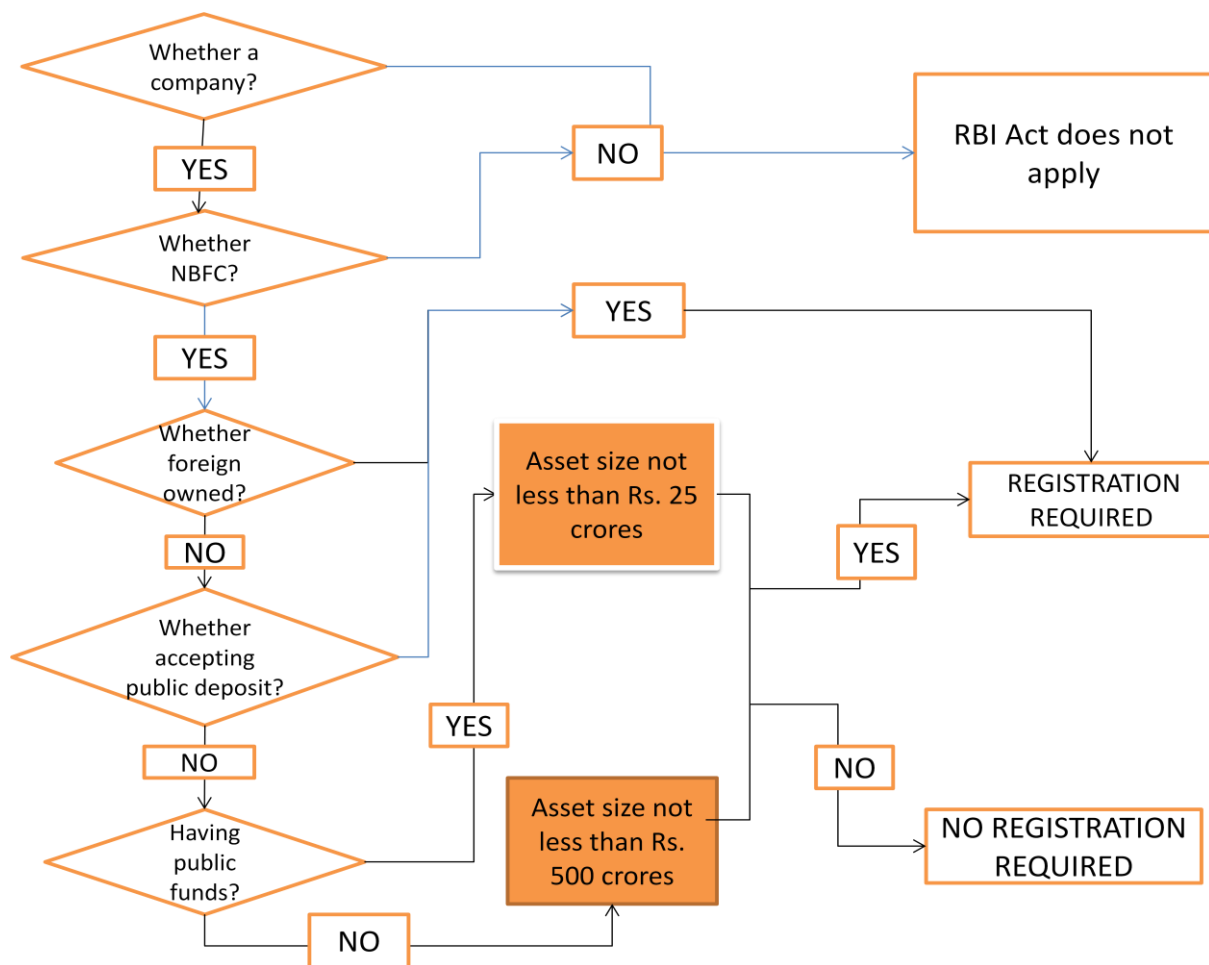 Whether a
company?
YES
NO
RBI Act does not
apply
Whether
NBFC?
YES
YES
Whether
foreign
owned?
Asset size not
less than Rs. 25
crores
REGISTRATION
REQUIRED
NO
YES
Whether
accepting
public deposit?
YES
NO
NO
Having
public
funds?
Asset size not
less than Rs.
500 crores
NO REGISTRATION
REQUIRED
NO